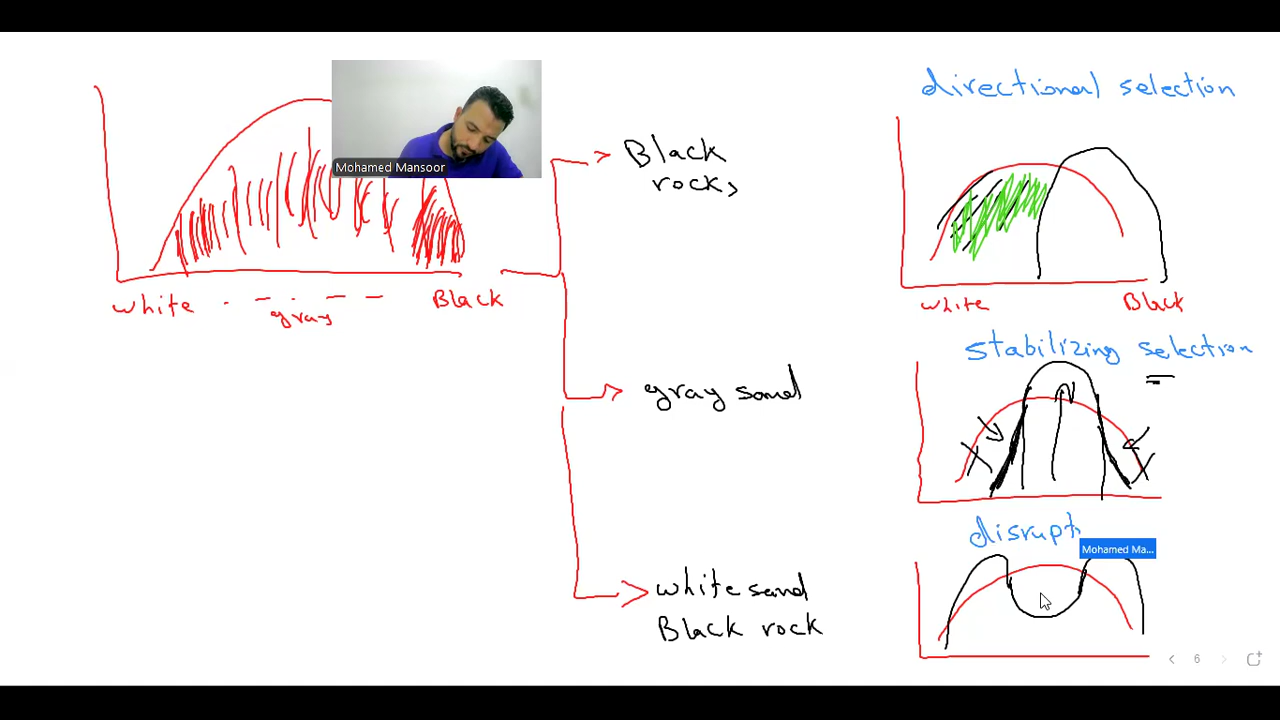 directional selection
Mohamed Mansoor
Black
rocks
white
gray
Black
white
Black
stabilizing selection
gray sand
disrupt
Mohamed Ma...
white sand
Black rock
6